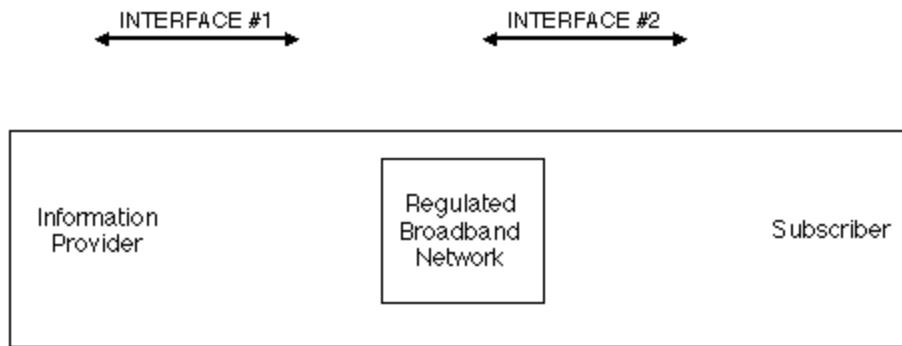 INTERFACE #1
INTERFACE #2
Information
Provider
Regulated
Broadband
Network
Subscriber